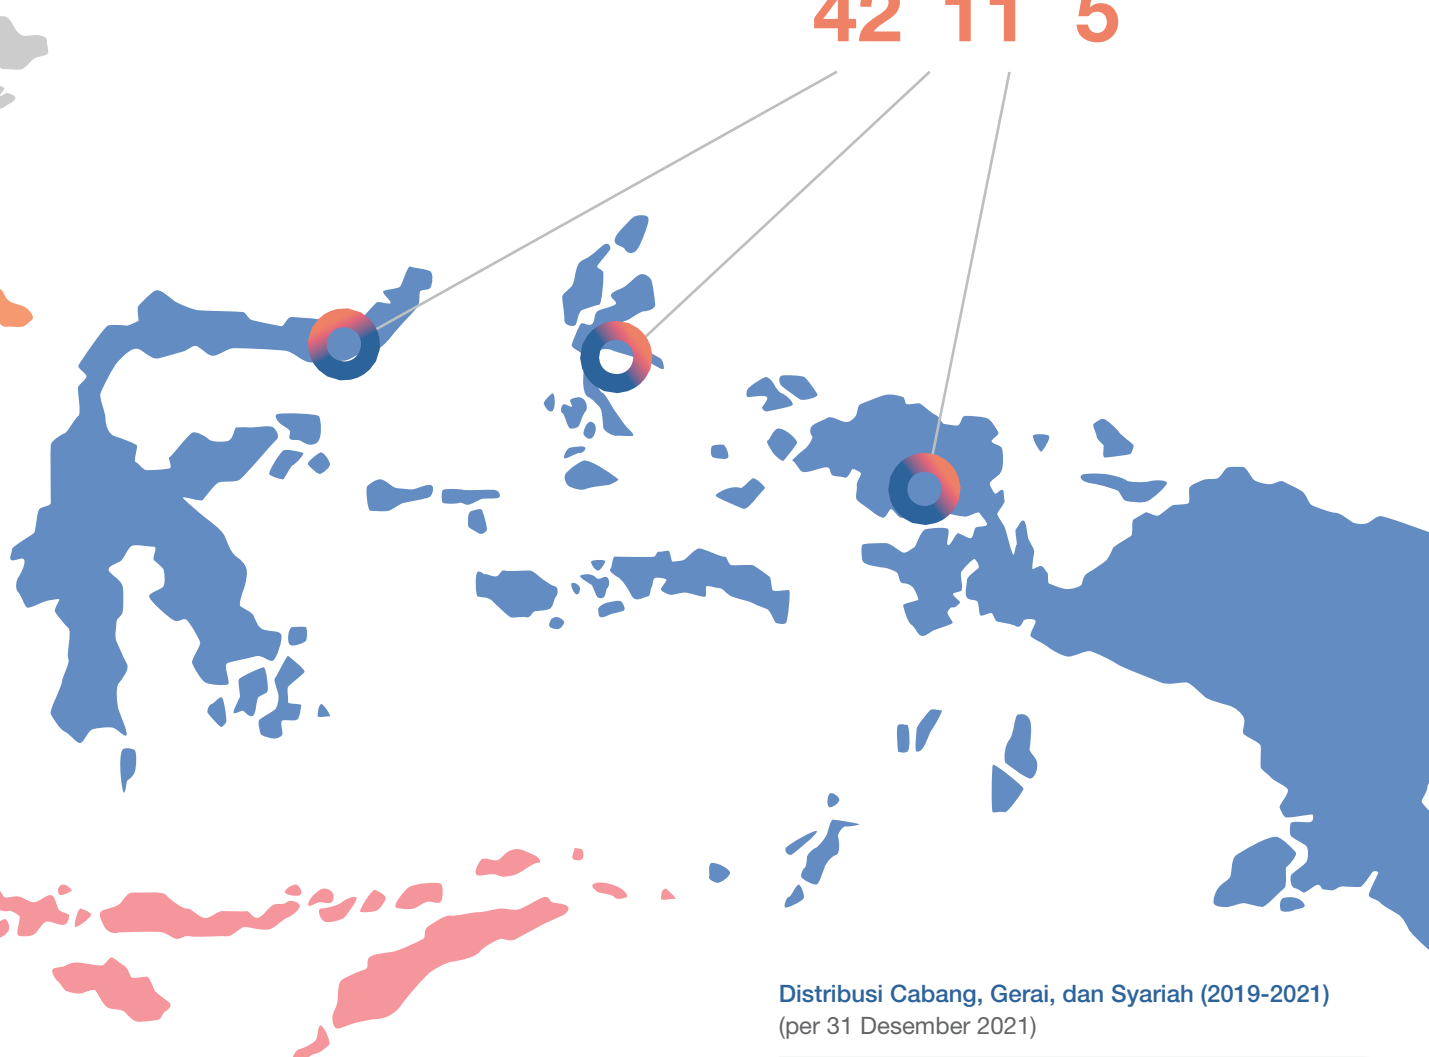 42 11 5
Distribusi Cabang, Gerai, dan Syariah (2019-2021)
(per 31 Desember 2021)